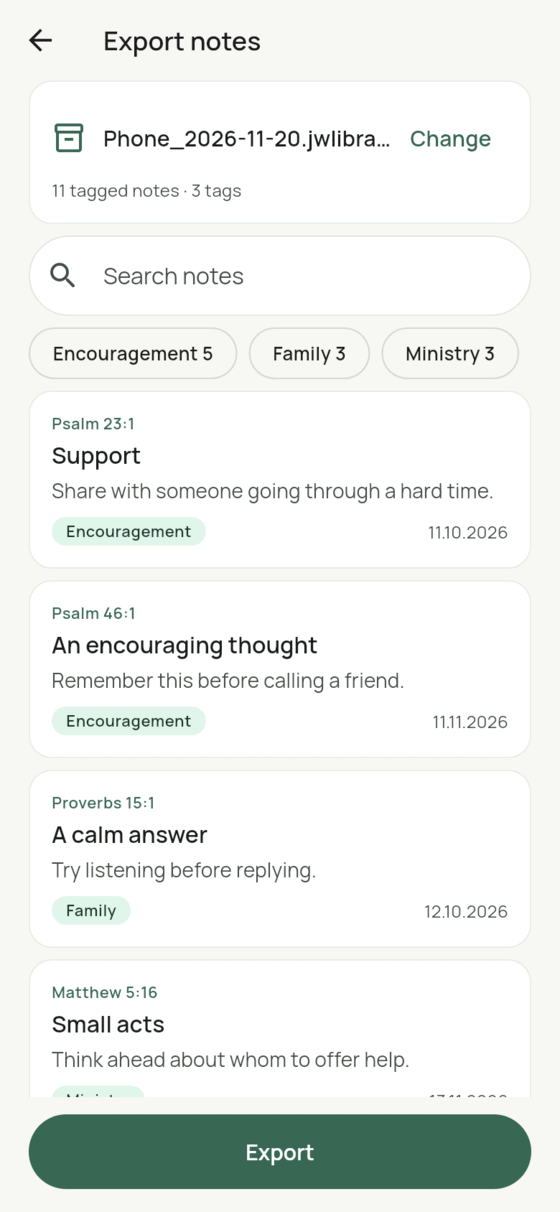 Export notes
Phone_2026-11-20.jwlibra... Change
11 tagged notes · 3 tags
Search notes
Encouragement 5 Family 3 Ministry 3
Psalm 23:1
Support
Share with someone going through a hard time.
Encouragement 11.10.2026
Psalm 46:1
An encouraging thought
Remember this before calling a friend.
Encouragement 11.11.2026
Proverbs 15:1
A calm answer
Try listening before replying.
Family 12.10.2026
Matthew 5:16
Small acts
Think ahead about whom to offer help.
Export